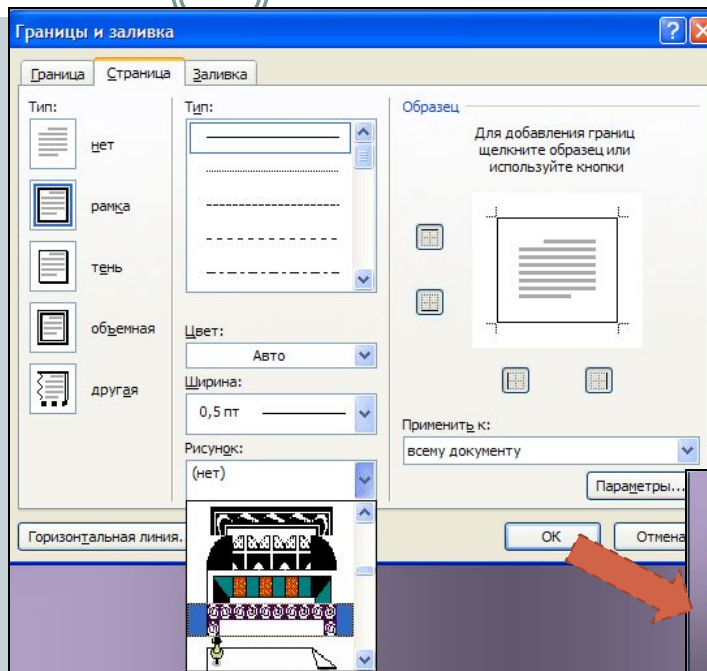 Границы и заливка
Граница
Страница
Заливка
Тип:
нет
рамка
тень
объемная
другая
Тип:
Цвет:
Авто
Ширина:
0,5 пт
Рисунок:
(нет)
Образец
Для добавления границ
щелкните образец или
используйте кнопки
Применить к:
всему документу
Параметры...
Горизонтальная линия.
ОК
Отмена